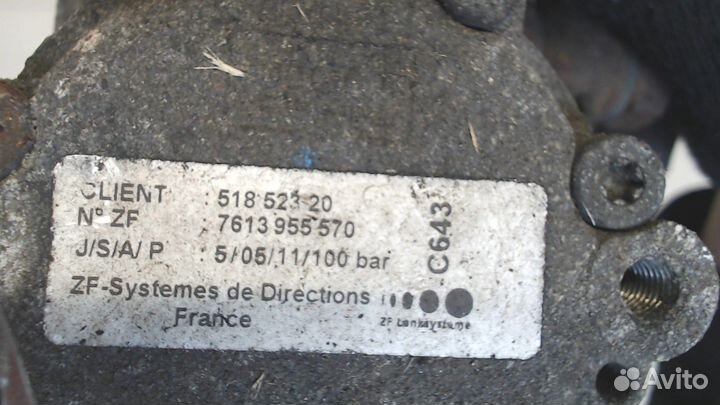 CLIENT : 518 523 20
N° ZF : 7613 955 570
J/S/A/ P : 5/05/11/100 bar
C643
ZF-Systemes de Directions
France
ZF Lenksysteme
Avito